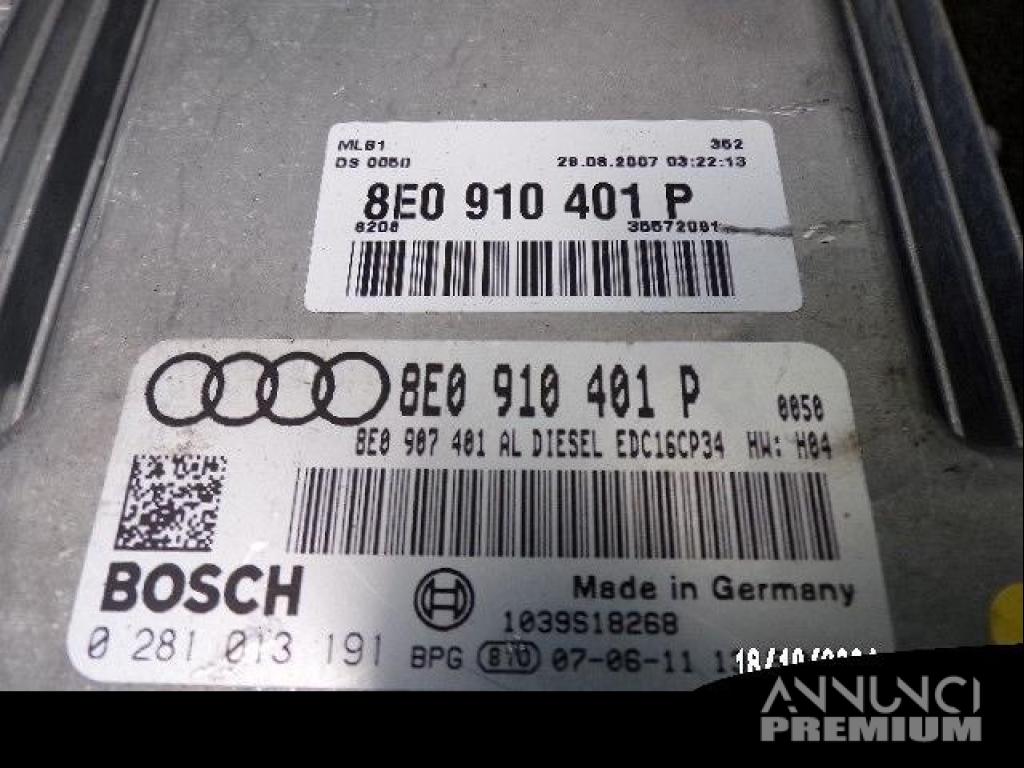 MLB1 352
DS 0050 28.08.2007 03:22:13
8E0 910 401 P
8208 35572091
8E0 910 401 P 0050
8E0 907 401 AL DIESEL EDC16CP34 HW: H04
BOSCH Made in Germany
1039S18268
0 281 013 191 BPG 870 07-06-11
ANNUNCI
PREMIUM